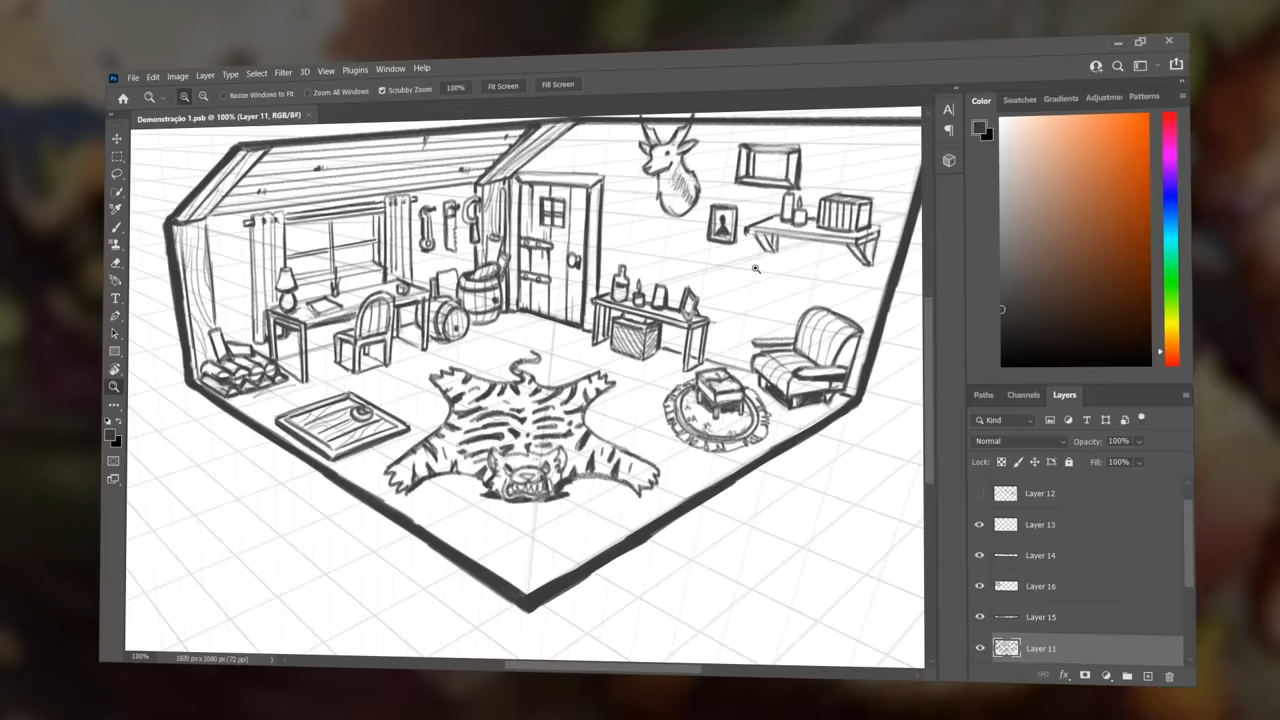 Ps File Edit Image Layer Type Select Filter 3D View Plugins Window Help
Resize Windows to Fit Zoom All Windows Scrubby Zoom 100% Fit Screen Fill Screen
Demonstração 1.psb @ 100% (Layer 11, RGB/8#) ×
Color Swatches Gradients Adjustme Patterns
Paths Channels Layers
Kind
Normal Opacity: 100%
Lock: Fill: 100%
Layer 12
Layer 13
Layer 14
Layer 16
Layer 15
Layer 11
100% 1920 px x 1080 px (72 ppi)
fx